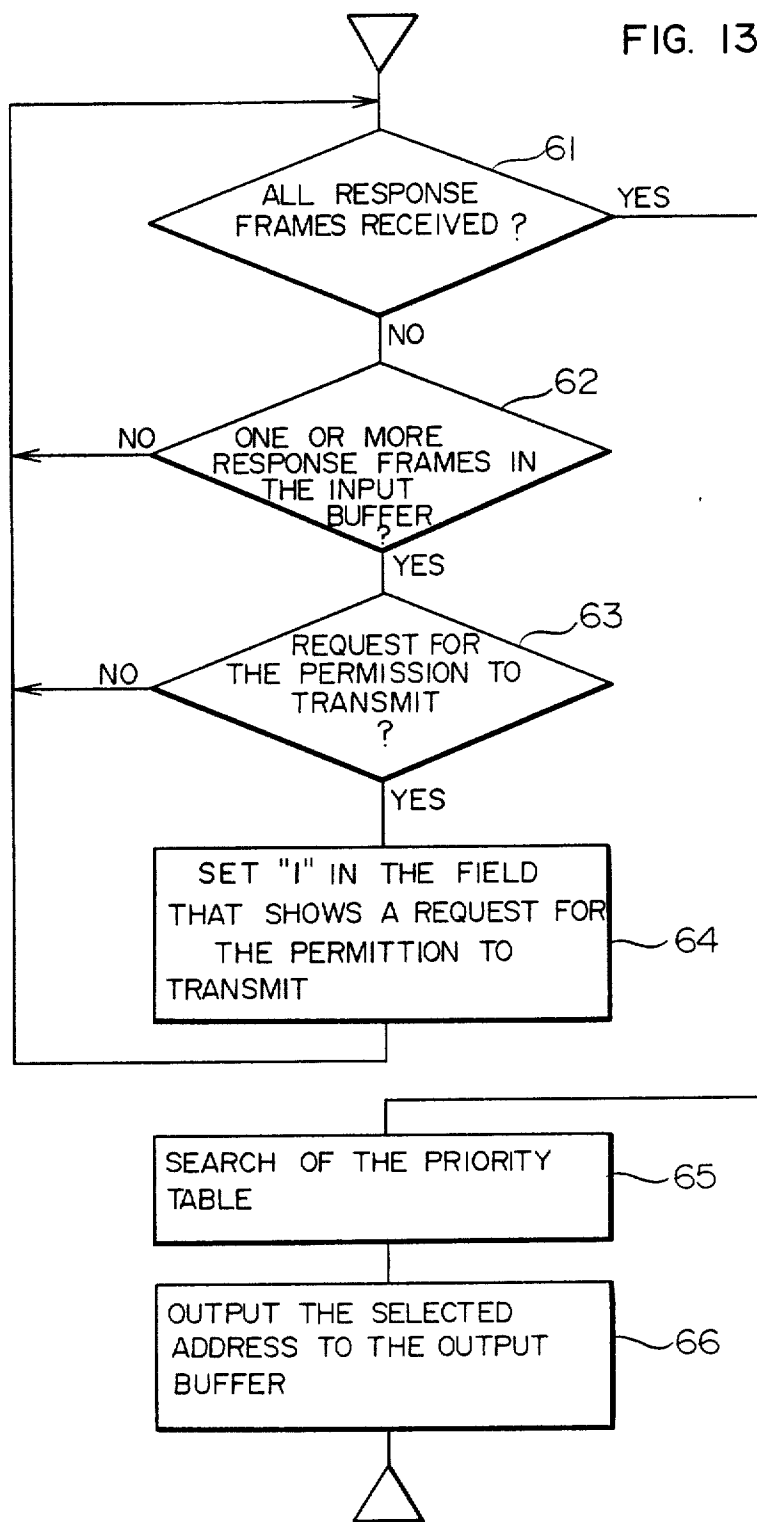 FIG. 13
61
ALL RESPONSE
FRAMES RECEIVED ?
YES
NO
62
NO
ONE OR MORE
RESPONSE FRAMES IN
THE INPUT
BUFFER
?
YES
63
NO
REQUEST FOR
THE PERMISSION TO
TRANSMIT
?
YES
SET "1" IN THE FIELD
THAT SHOWS A REQUEST FOR
THE PERMITTION TO
TRANSMIT
64
SEARCH OF THE PRIORITY
TABLE
65
OUTPUT THE SELECTED
ADDRESS TO THE OUTPUT
BUFFER
66